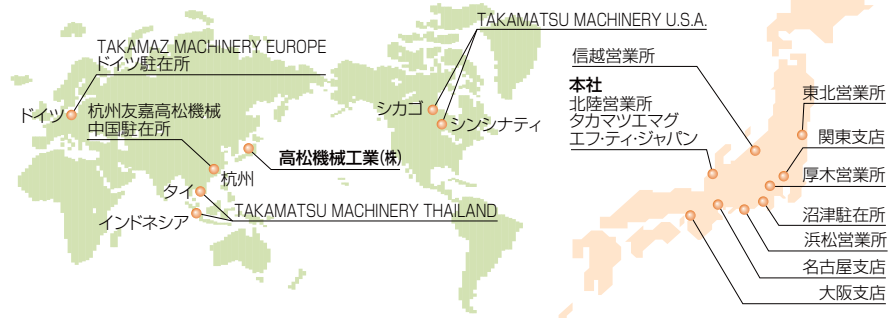 TAKAMAZ MACHINERY EUROPE
ドイツ駐在所
ドイツ
杭州友嘉高松機械
中国駐在所
高松機械工業(株)
杭州
タイ
インドネシア
TAKAMATSU MACHINERY THAILAND
TAKAMATSU MACHINERY U.S.A.
シカゴ
シンシナティ
信越営業所
本社
北陸営業所
タカマツエマグ
エフ・ティ・ジャパン
東北営業所
関東支店
厚木営業所
沼津駐在所
浜松営業所
名古屋支店
大阪支店